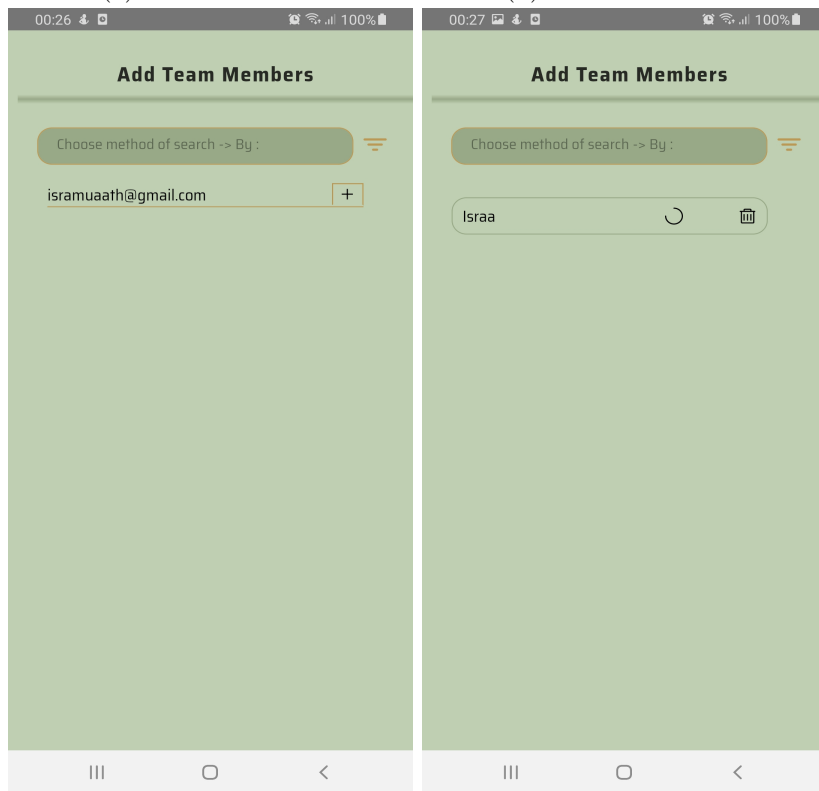 00:26
100%
Add Team Members
Choose method of search -> By :
isramuaath@gmail.com
+
00:27
100%
Add Team Members
Choose method of search -> By :
Israa